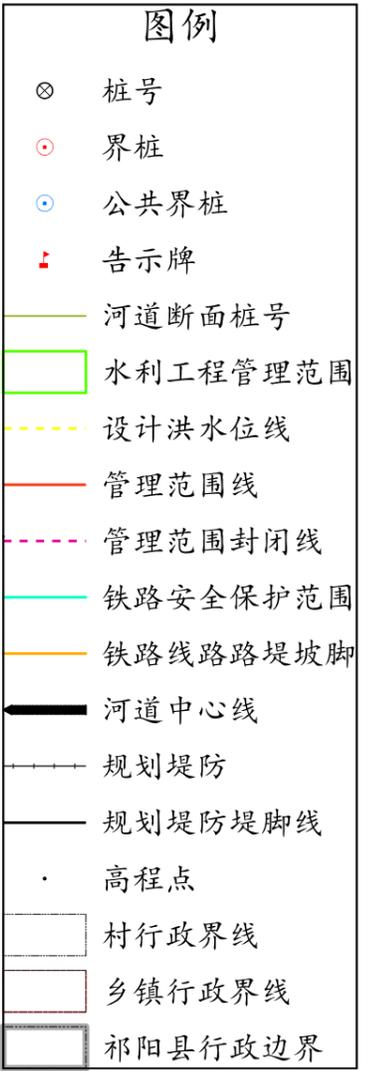 图例
桩号
界桩
公共界桩
告示牌
河道断面桩号
水利工程管理范围
设计洪水位线
管理范围线
管理范围封闭线
铁路安全保护范围
铁路线路路堤坡脚
河道中心线
规划堤防
规划堤防堤脚线
高程点
村行政界线
乡镇行政界线
祁阳县行政边界